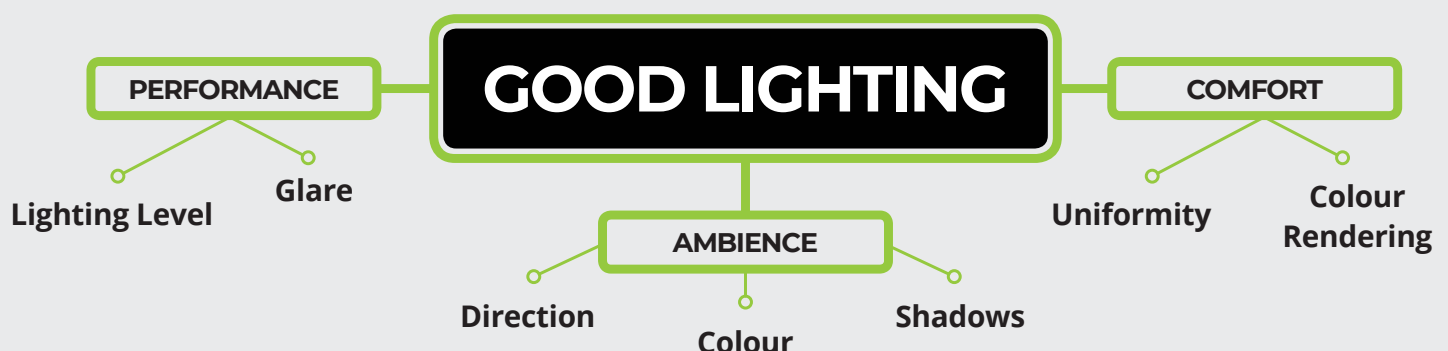 GOOD LIGHTING
PERFORMANCE
Lighting Level
Glare
AMBIENCE
Direction
Colour
Shadows
COMFORT
Uniformity
Colour
Rendering